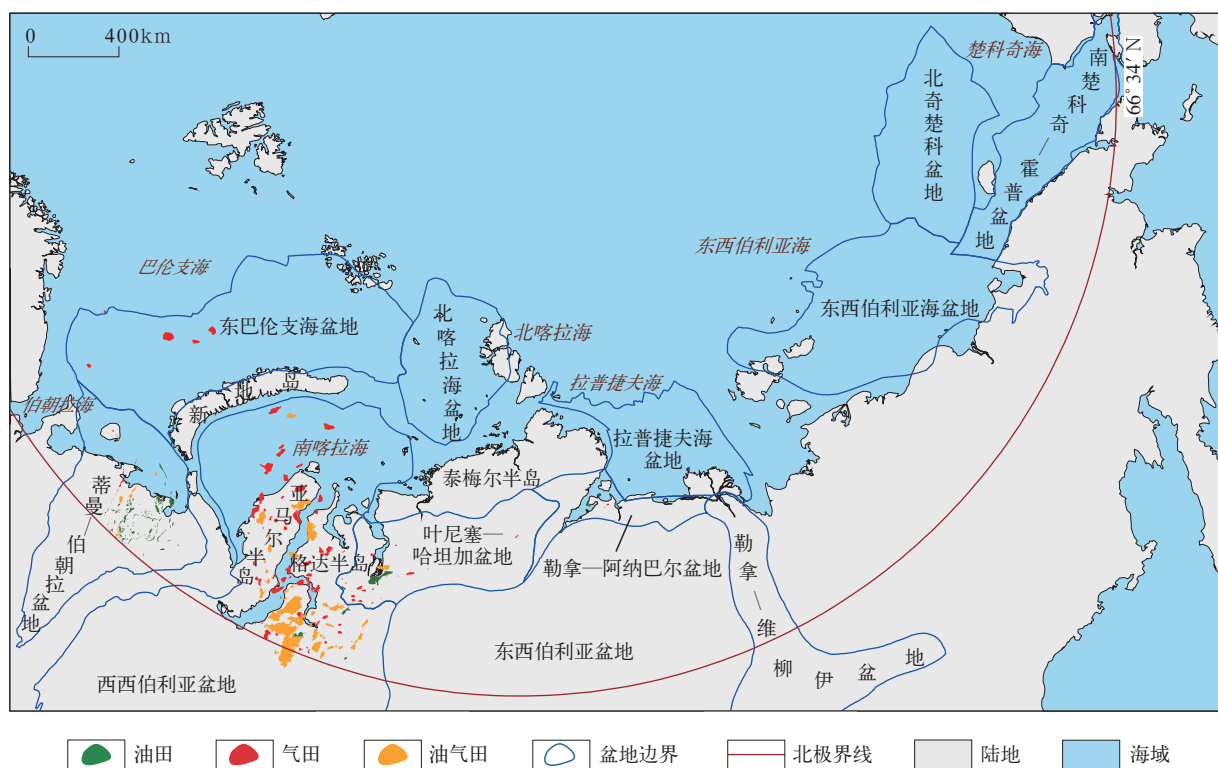 0 400km
楚科奇海
南楚科奇—霍普盆地
66°34′N
北奇楚科盆地
东西伯利亚海
巴伦支海
东西伯利亚海盆地
东巴伦支海盆地
北喀拉海盆地
北喀拉海
拉普捷夫海
新地岛
伯朝拉海
南喀拉海
拉普捷夫海
盆地
泰梅尔半岛
蒂曼—伯朝拉盆地
亚马尔半岛
格达半岛
叶尼塞—
哈坦加盆地
勒拿—阿纳巴尔盆地
勒拿—维柳伊盆地
东西伯利亚盆地
西西伯利亚盆地
油田
气田
油气田
盆地边界
北极界线
陆地
海域